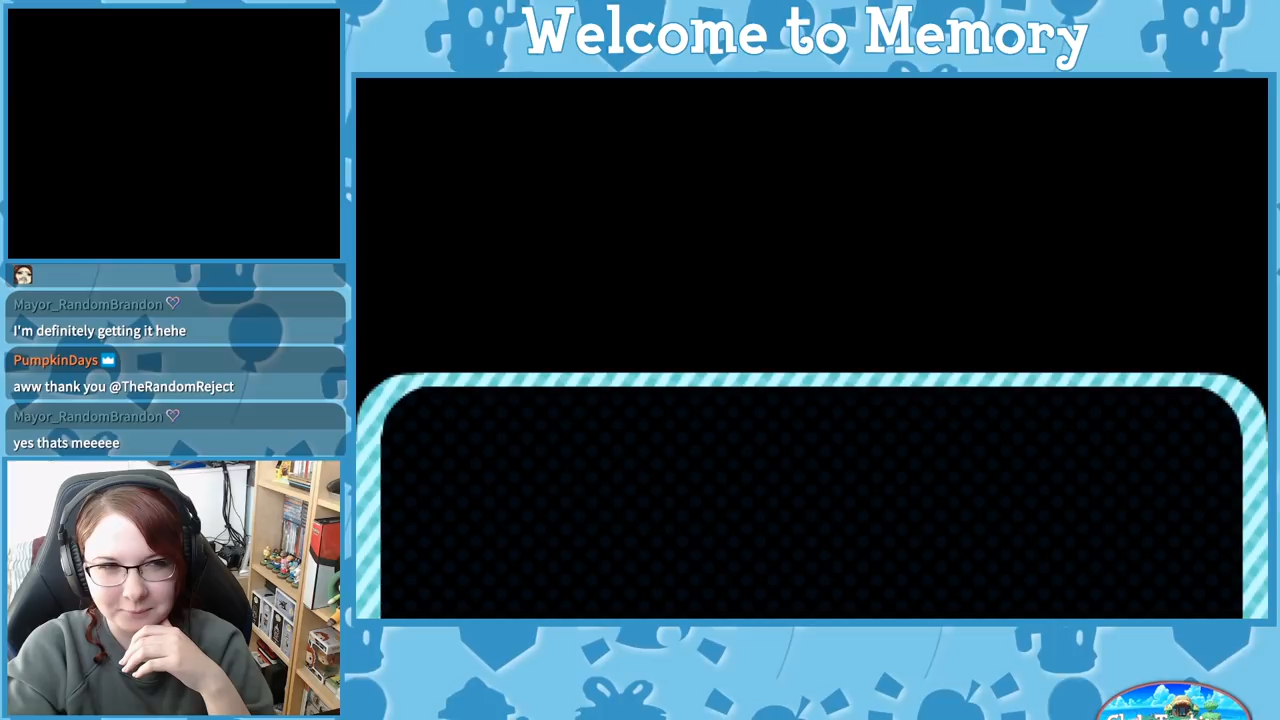 Welcome to Memory
Mayor_RandomBrandon
I'm definitely getting it hehe
PumpkinDays
aww thank you @TheRandomReject
Mayor_RandomBrandon
yes thats meeeee